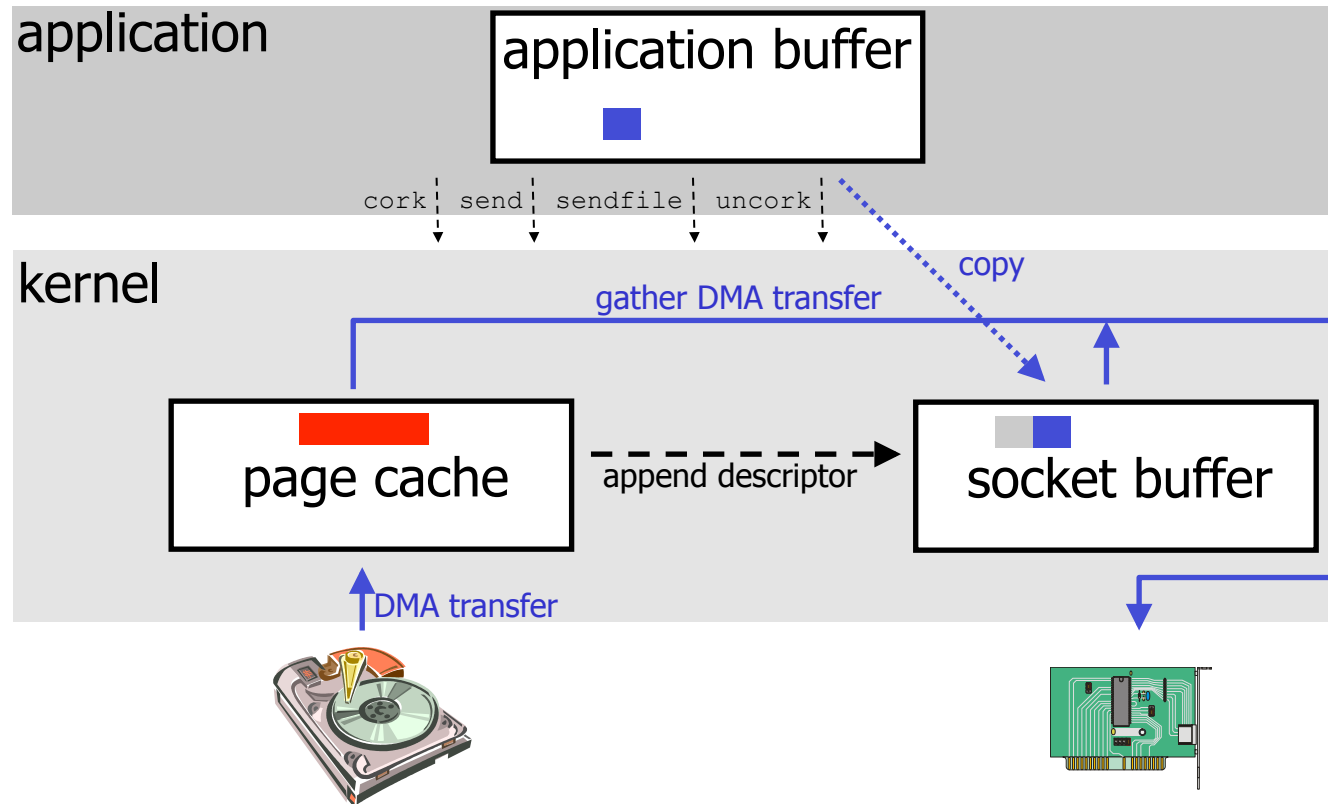 application
application buffer
cork send sendfile uncork
copy
kernel
gather DMA transfer
page cache
append descriptor
socket buffer
DMA transfer